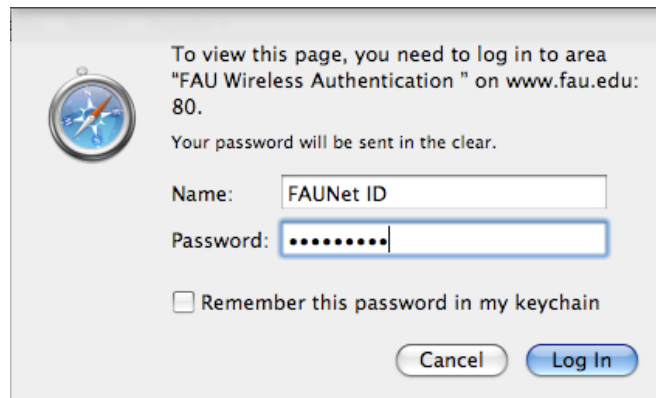 To view this page, you need to log in to area
“FAU Wireless Authentication ” on www.fau.edu:
80.
Your password will be sent in the clear.
Name: FAUNet ID
Password: •••••••••
Remember this password in my keychain
Cancel Log In